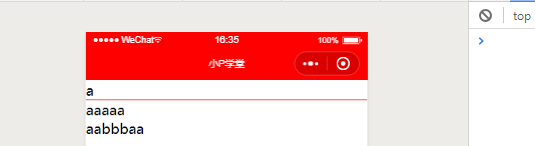 ●●●●● WeChat 16:35 100%
top
小P学堂
a
aaaaa
aabbbaa